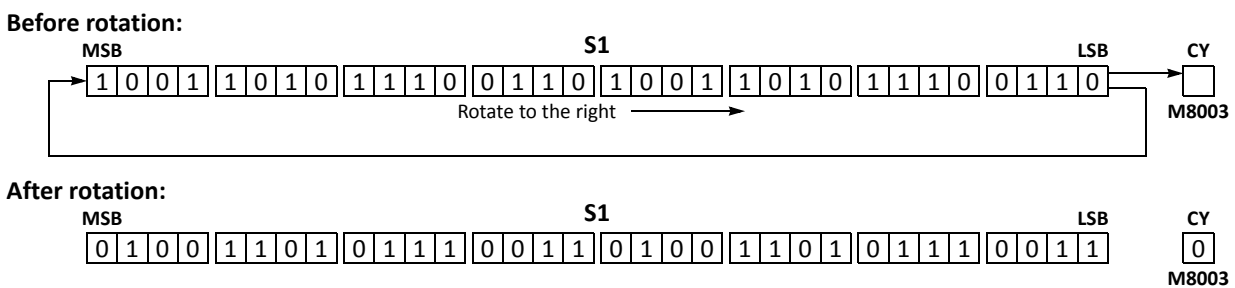 Before rotation:
MSB S1 LSB CY
1 0 0 1 1 0 1 0 1 1 1 0 0 1 1 0 1 0 0 1 1 0 1 0 1 1 1 0 0 1 1 0
Rotate to the right M8003
After rotation:
MSB S1 LSB CY
0 1 0 0 1 1 0 1 0 1 1 1 0 0 1 1 0 1 0 0 1 1 0 1 0 1 1 1 0 0 1 1 0
M8003